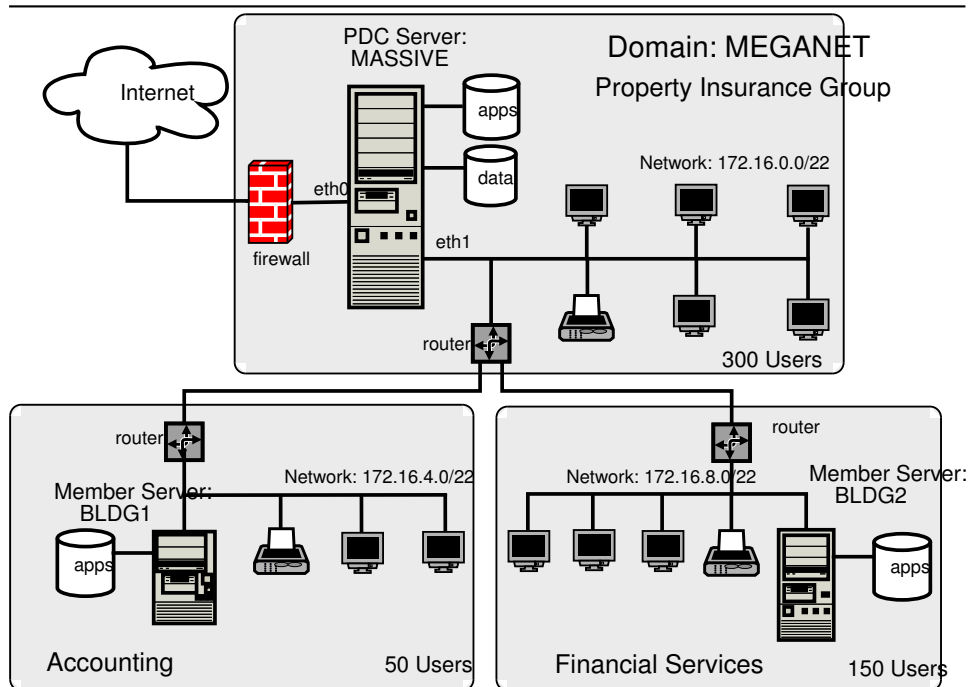 PDC Server:
MASSIVE
Domain: MEGANET
Property Insurance Group
Internet
apps
data
Network: 172.16.0.0/22
eth0
eth1
firewall
router
300 Users
router
Network: 172.16.4.0/22
Member Server:
BLDG1
apps
Accounting
50 Users
router
Network: 172.16.8.0/22
Member Server:
BLDG2
apps
Financial Services
150 Users